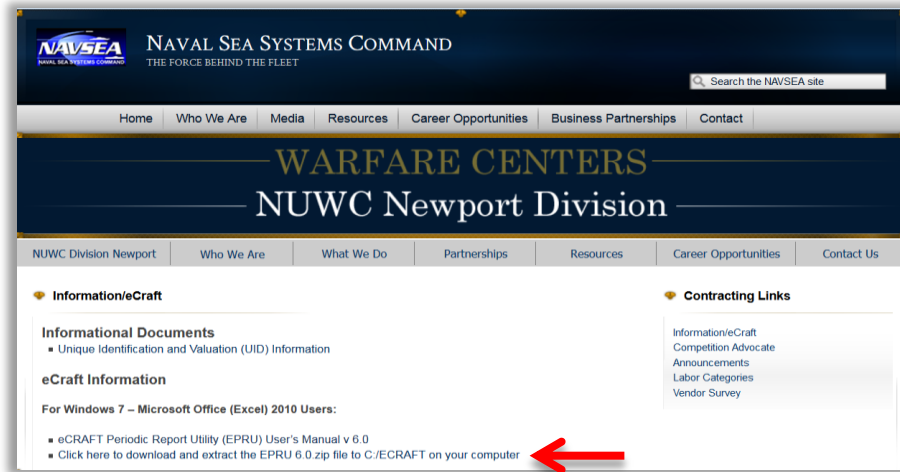 NAVSEA
NAVAL SEA SYSTEMS COMMAND
NAVAL SEA SYSTEMS COMMAND
THE FORCE BEHIND THE FLEET
Search the NAVSEA site
Home Who We Are Media Resources Career Opportunities Business Partnerships Contact
WARFARE CENTERS
NUWC Newport Division
NUWC Division Newport Who We Are What We Do Partnerships Resources Career Opportunities Contact Us
Information/eCraft
Informational Documents
Unique Identification and Valuation (UID) Information
eCraft Information
For Windows 7 – Microsoft Office (Excel) 2010 Users:
eCRAFT Periodic Report Utility (EPRU) User's Manual v 6.0
Click here to download and extract the EPRU 6.0.zip file to C:/ECRAFT on your computer
Contracting Links
Information/eCraft
Competition Advocate
Announcements
Labor Categories
Vendor Survey